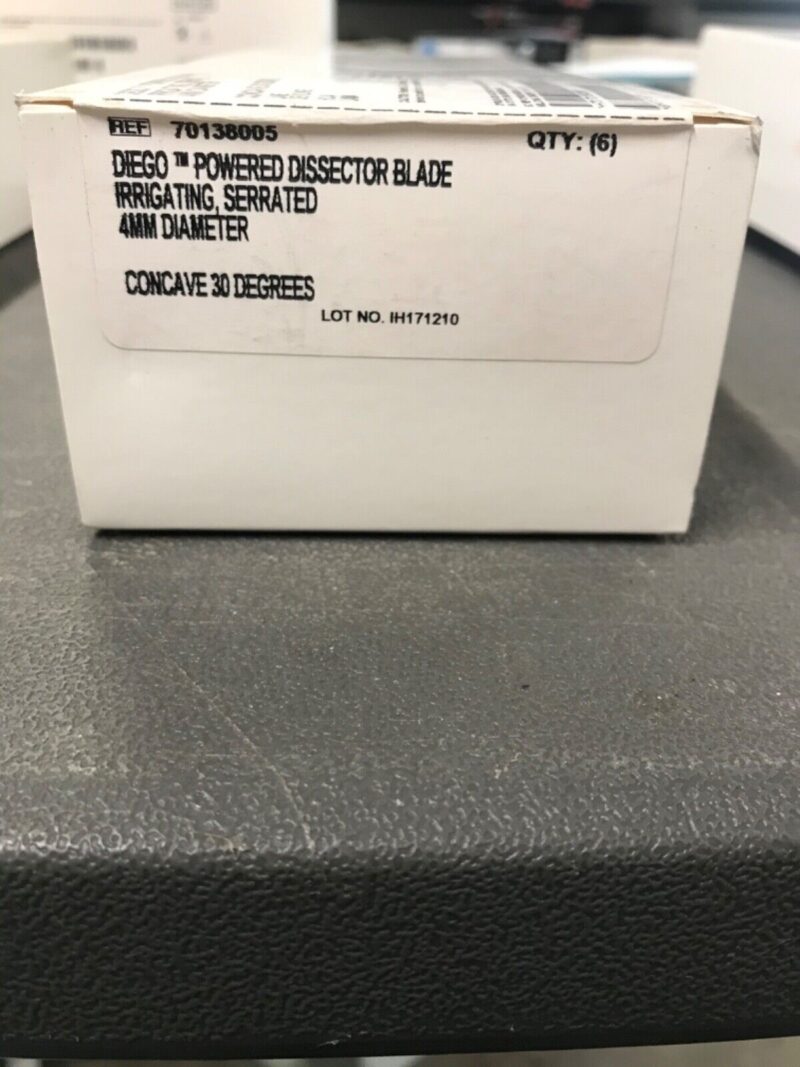 REF 70138005
QTY: (6)
DIEGO ™ POWERED DISSECTOR BLADE
IRRIGATING, SERRATED
4MM DIAMETER
CONCAVE 30 DEGREES
LOT NO. IH171210